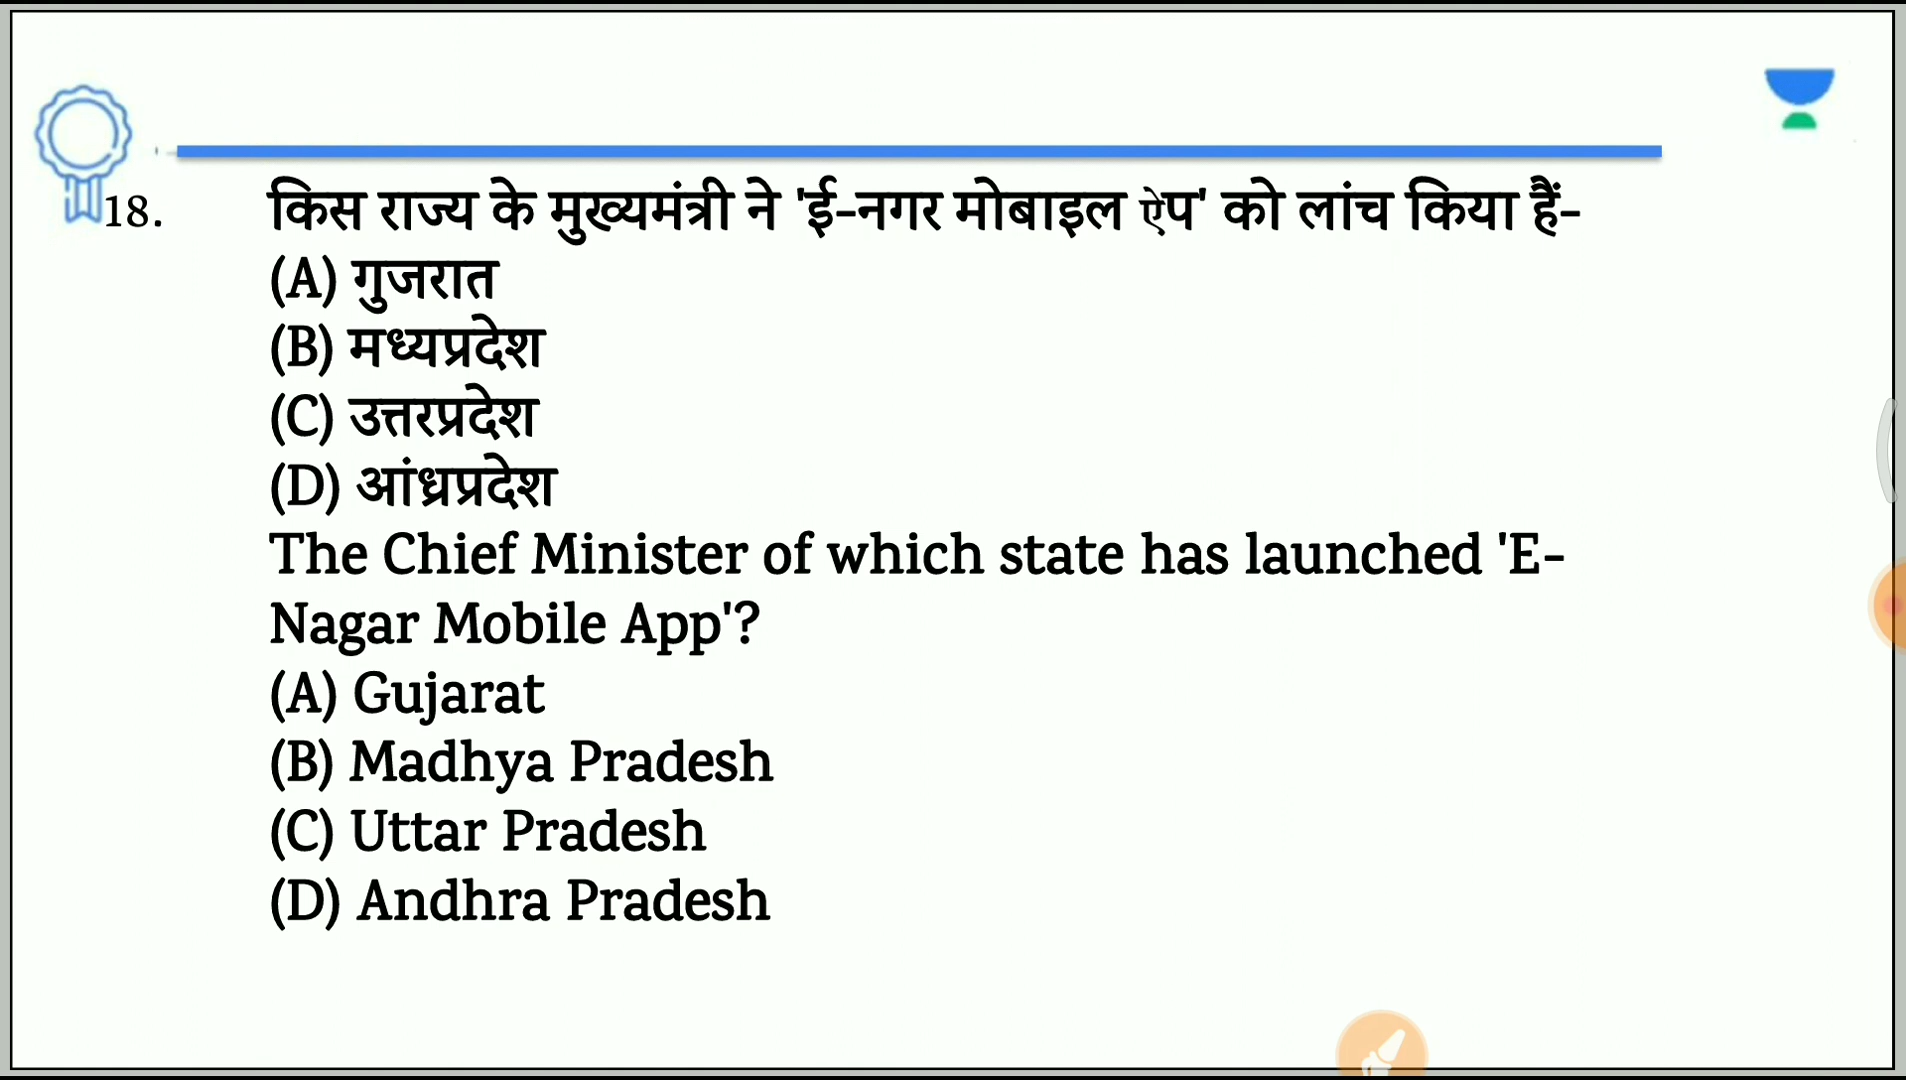 18. किस राज्य के मुख्यमंत्री ने 'ई-नगर मोबाइल ऐप' को लांच किया हैं-
(A) गुजरात
(B) मध्यप्रदेश
(C) उत्तरप्रदेश
(D) आंध्रप्रदेश
The Chief Minister of which state has launched 'E-
Nagar Mobile App'?
(A) Gujarat
(B) Madhya Pradesh
(C) Uttar Pradesh
(D) Andhra Pradesh